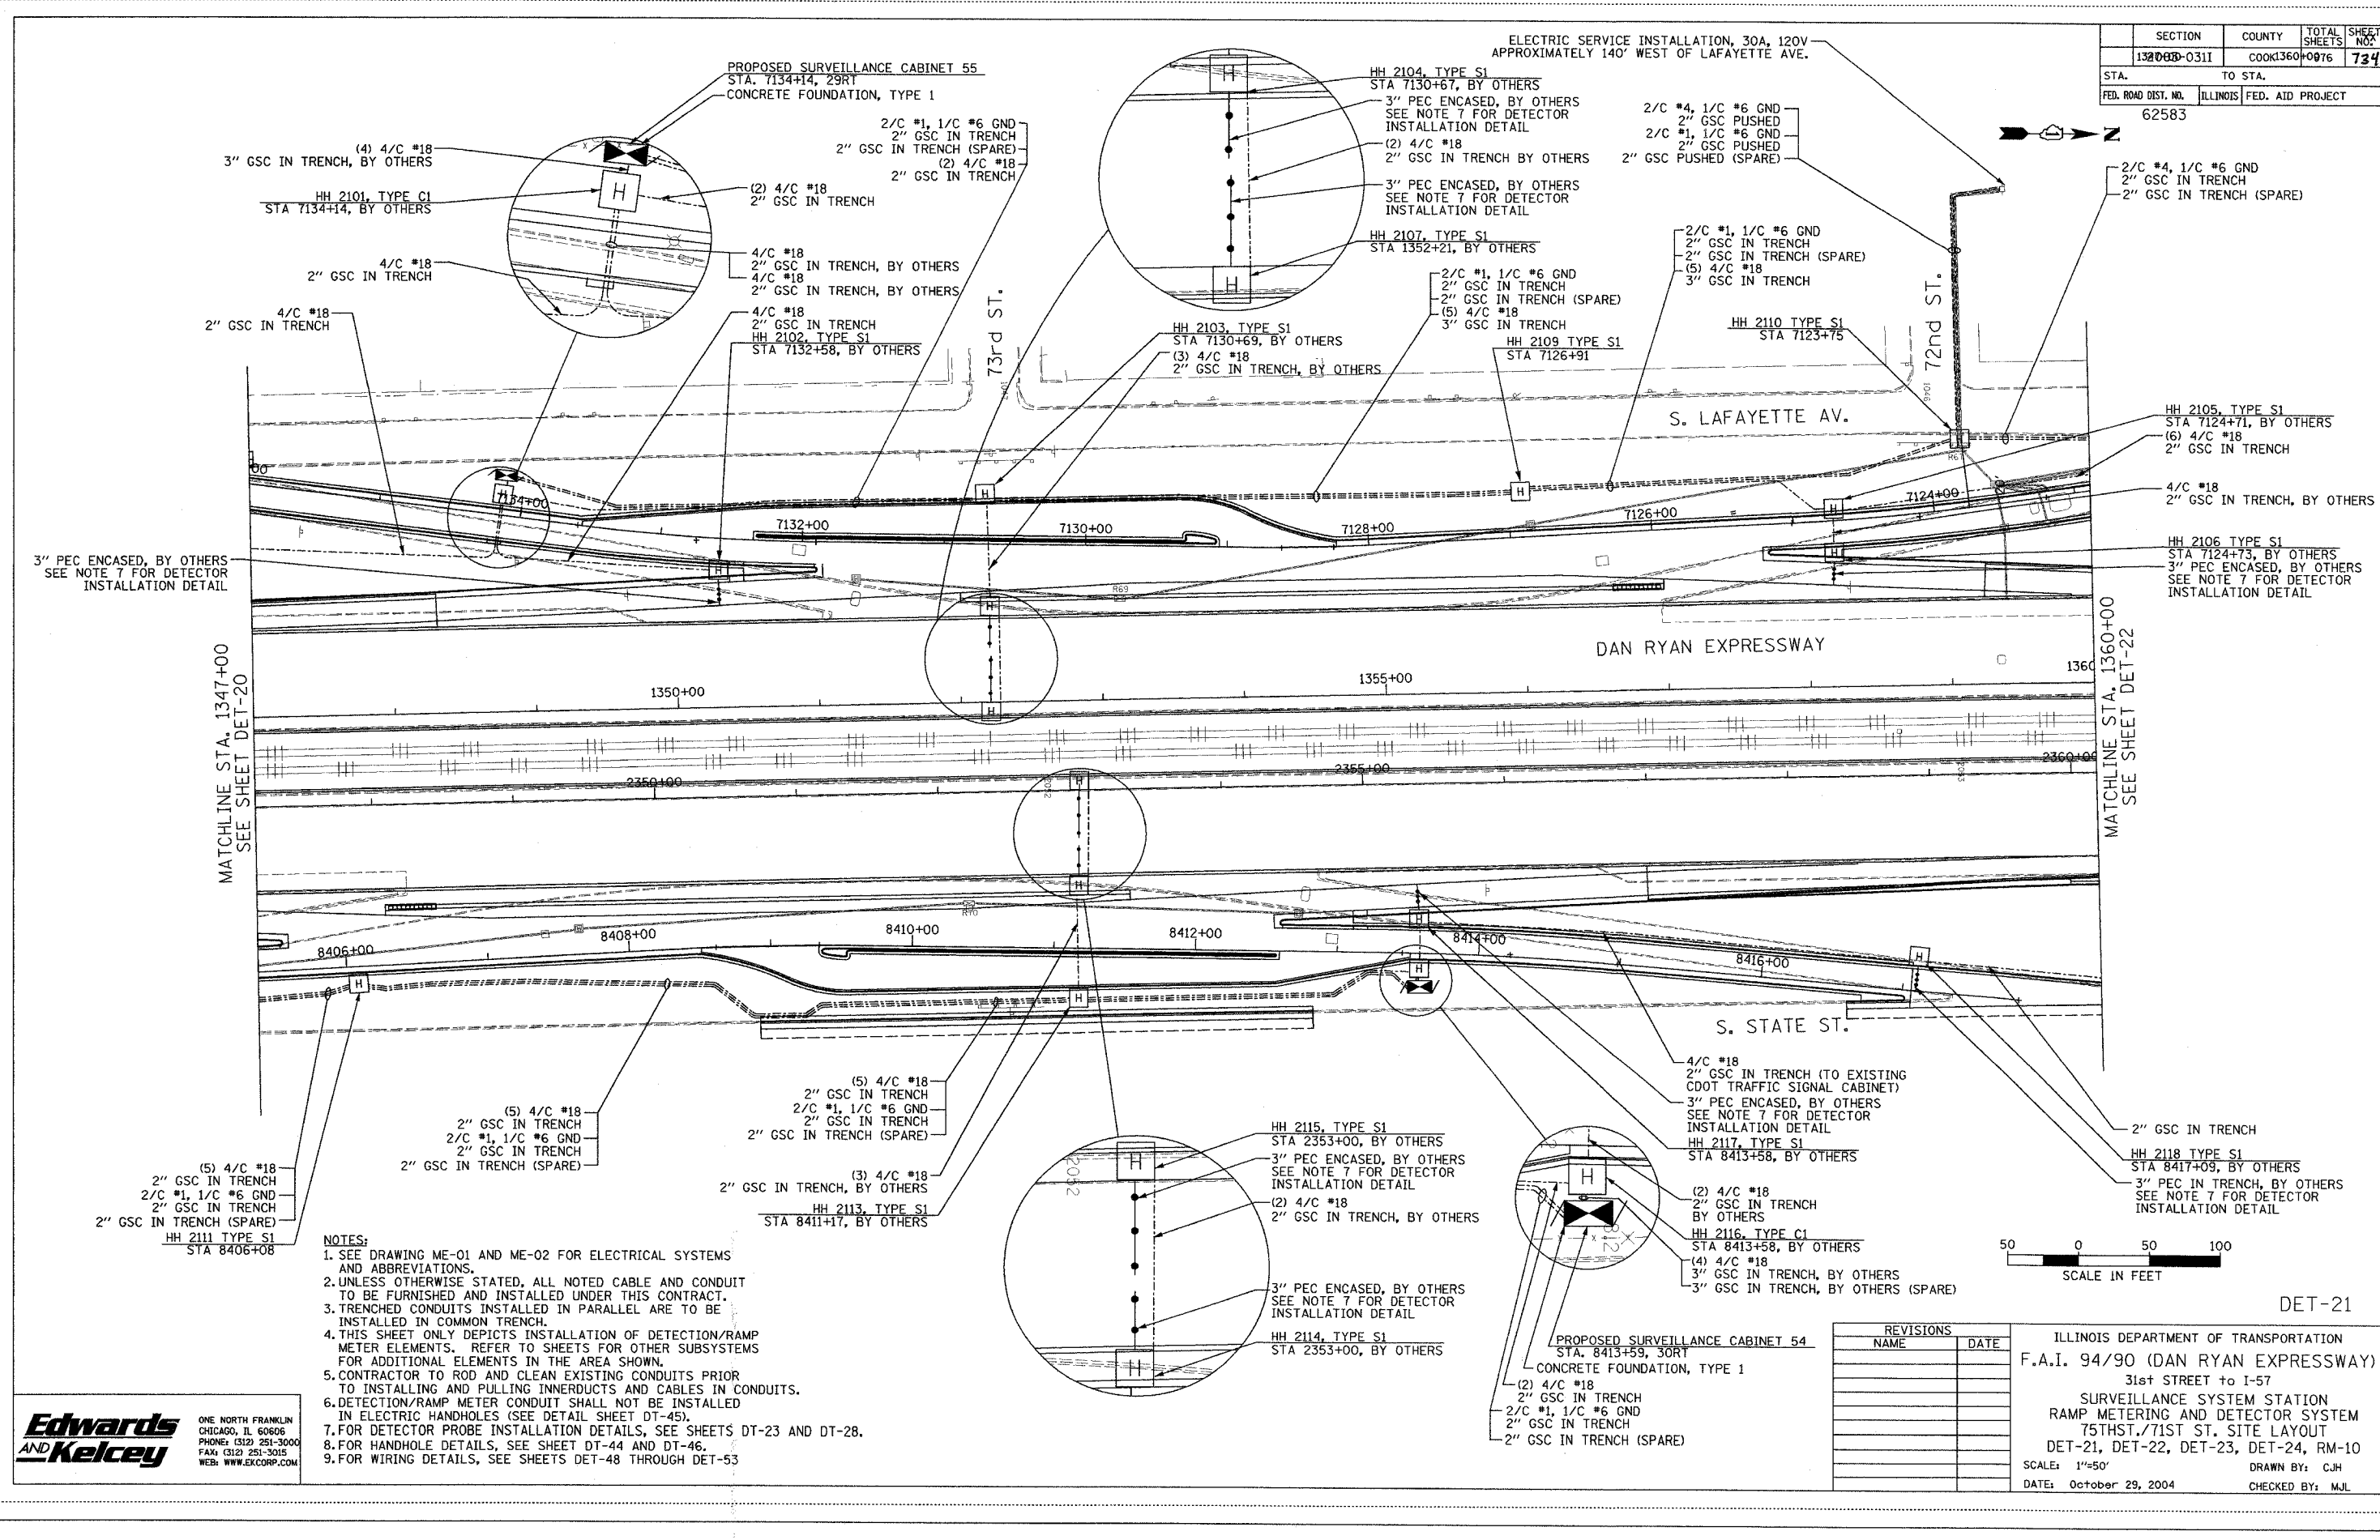 SECTION COUNTY TOTAL SHEETS SHEET NO.
734
STA. TO STA.
FED. ROAD DIST. NO. ILLINOIS FED. AID PROJECT
62583
PROPOSED SURVEILLANCE CABINET 55
STA. 7134+14, 29RT
CONCRETE FOUNDATION, TYPE 1
(4) 4/C #18
3" GSC IN TRENCH, BY OTHERS
HH 2101, TYPE C1
STA 7134+14, BY OTHERS
4/C #18
2" GSC IN TRENCH
4/C #18
2" GSC IN TRENCH
(2) 4/C #18
2" GSC IN TRENCH
4/C #18
2" GSC IN TRENCH, BY OTHERS
4/C #18
2" GSC IN TRENCH, BY OTHERS
4/C #18
2" GSC IN TRENCH
HH 2102, TYPE S1
STA 7132+58, BY OTHERS
2/C #1, 1/C #6 GND
2" GSC IN TRENCH
2" GSC IN TRENCH (SPARE)
(2) 4/C #18
2" GSC IN TRENCH
HH 2104, TYPE S1
STA 7130+67, BY OTHERS
3" PEC ENCASED, BY OTHERS
SEE NOTE 7 FOR DETECTOR
INSTALLATION DETAIL
(2) 4/C #18
2" GSC IN TRENCH BY OTHERS
3" PEC ENCASED, BY OTHERS
SEE NOTE 7 FOR DETECTOR
INSTALLATION DETAIL
HH 2107, TYPE S1
STA 1352+21, BY OTHERS
ELECTRIC SERVICE INSTALLATION, 30A, 120V
APPROXIMATELY 140' WEST OF LAFAYETTE AVE.
2/C #4, 1/C #6 GND
2" GSC PUSHED
2/C #1, 1/C #6 GND
2" GSC PUSHED
2" GSC PUSHED (SPARE)
N
2/C #4, 1/C #6 GND
2" GSC IN TRENCH
2" GSC IN TRENCH (SPARE)
2/C #1, 1/C #6 GND
2" GSC IN TRENCH
2" GSC IN TRENCH (SPARE)
(5) 4/C #18
3" GSC IN TRENCH
2/C #1, 1/C #6 GND
2" GSC IN TRENCH
2" GSC IN TRENCH (SPARE)
(5) 4/C #18
3" GSC IN TRENCH
HH 2103, TYPE S1
STA 7130+69, BY OTHERS
(3) 4/C #18
2" GSC IN TRENCH, BY OTHERS
HH 2109 TYPE S1
STA 7126+91
HH 2110 TYPE S1
STA 7123+75
73rd ST.
72nd ST.
S. LAFAYETTE AV.
HH 2105, TYPE S1
STA 7124+71, BY OTHERS
(6) 4/C #18
2" GSC IN TRENCH
4/C #18
2" GSC IN TRENCH, BY OTHERS
HH 2106 TYPE S1
STA 7124+73, BY OTHERS
3" PEC ENCASED, BY OTHERS
SEE NOTE 7 FOR DETECTOR
INSTALLATION DETAIL
3" PEC ENCASED, BY OTHERS
SEE NOTE 7 FOR DETECTOR
INSTALLATION DETAIL
7134+00
7132+00
7130+00
7128+00
7126+00
7124+00
R69
DAN RYAN EXPRESSWAY
MATCHLINE STA. 1347+00
SEE SHEET DET-20
MATCHLINE STA. 1360+00
SEE SHEET DET-22
1350+00
1355+00
1360
2350+00
2355+00
2360+00
8406+00
8408+00
8410+00
8412+00
8414+00
8416+00
S. STATE ST.
(5) 4/C #18
2" GSC IN TRENCH
2/C #1, 1/C #6 GND
2" GSC IN TRENCH
2" GSC IN TRENCH (SPARE)
HH 2111 TYPE S1
STA 8406+08
(5) 4/C #18
2" GSC IN TRENCH
2/C #1, 1/C #6 GND
2" GSC IN TRENCH
2" GSC IN TRENCH (SPARE)
(5) 4/C #18
2" GSC IN TRENCH
2/C #1, 1/C #6 GND
2" GSC IN TRENCH
2" GSC IN TRENCH (SPARE)
(3) 4/C #18
2" GSC IN TRENCH, BY OTHERS
HH 2113, TYPE S1
STA 8411+17, BY OTHERS
2052
HH 2115, TYPE S1
STA 2353+00, BY OTHERS
3" PEC ENCASED, BY OTHERS
SEE NOTE 7 FOR DETECTOR
INSTALLATION DETAIL
(2) 4/C #18
2" GSC IN TRENCH, BY OTHERS
3" PEC ENCASED, BY OTHERS
SEE NOTE 7 FOR DETECTOR
INSTALLATION DETAIL
HH 2114, TYPE S1
STA 2353+00, BY OTHERS
4/C #18
2" GSC IN TRENCH (TO EXISTING
CDOT TRAFFIC SIGNAL CABINET)
3" PEC ENCASED, BY OTHERS
SEE NOTE 7 FOR DETECTOR
INSTALLATION DETAIL
HH 2117, TYPE S1
STA 8413+58, BY OTHERS
(2) 4/C #18
2" GSC IN TRENCH
BY OTHERS
HH 2116, TYPE C1
STA 8413+58, BY OTHERS
(4) 4/C #18
3" GSC IN TRENCH, BY OTHERS
3" GSC IN TRENCH, BY OTHERS (SPARE)
PROPOSED SURVEILLANCE CABINET 54
STA. 8413+59, 30RT
CONCRETE FOUNDATION, TYPE 1
(2) 4/C #18
2" GSC IN TRENCH
2/C #1, 1/C #6 GND
2" GSC IN TRENCH
2" GSC IN TRENCH (SPARE)
2" GSC IN TRENCH
HH 2118 TYPE S1
STA 8417+09, BY OTHERS
3" PEC IN TRENCH, BY OTHERS
SEE NOTE 7 FOR DETECTOR
INSTALLATION DETAIL
50 0 50 100
SCALE IN FEET
NOTES:
1. SEE DRAWING ME-01 AND ME-02 FOR ELECTRICAL SYSTEMS
AND ABBREVIATIONS.
2. UNLESS OTHERWISE STATED, ALL NOTED CABLE AND CONDUIT
TO BE FURNISHED AND INSTALLED UNDER THIS CONTRACT.
3. TRENCHED CONDUITS INSTALLED IN PARALLEL ARE TO BE
INSTALLED IN COMMON TRENCH.
4. THIS SHEET ONLY DEPICTS INSTALLATION OF DETECTION/RAMP
METER ELEMENTS. REFER TO SHEETS FOR OTHER SUBSYSTEMS
FOR ADDITIONAL ELEMENTS IN THE AREA SHOWN.
5. CONTRACTOR TO ROD AND CLEAN EXISTING CONDUITS PRIOR
TO INSTALLING AND PULLING INNERDUCTS AND CABLES IN CONDUITS.
6. DETECTION/RAMP METER CONDUIT SHALL NOT BE INSTALLED
IN ELECTRIC HANDHOLES (SEE DETAIL SHEET DT-45).
7. FOR DETECTOR PROBE INSTALLATION DETAILS, SEE SHEETS DT-23 AND DT-28.
8. FOR HANDHOLE DETAILS, SEE SHEET DT-44 AND DT-46.
9. FOR WIRING DETAILS, SEE SHEETS DET-48 THROUGH DET-53
Edwards
AND Kelcey
ONE NORTH FRANKLIN
CHICAGO, IL 60606
PHONE: (312) 251-3000
FAX: (312) 251-3015
WEB: WWW.EKCORP.COM
DET-21
REVISIONS
NAME DATE
ILLINOIS DEPARTMENT OF TRANSPORTATION
F.A.I. 94/90 (DAN RYAN EXPRESSWAY)
31st STREET to I-57
SURVEILLANCE SYSTEM STATION
RAMP METERING AND DETECTOR SYSTEM
75THST./71ST ST. SITE LAYOUT
DET-21, DET-22, DET-23, DET-24, RM-10
SCALE: 1"=50'
DRAWN BY: CJH
DATE: October 29, 2004
CHECKED BY: MJL